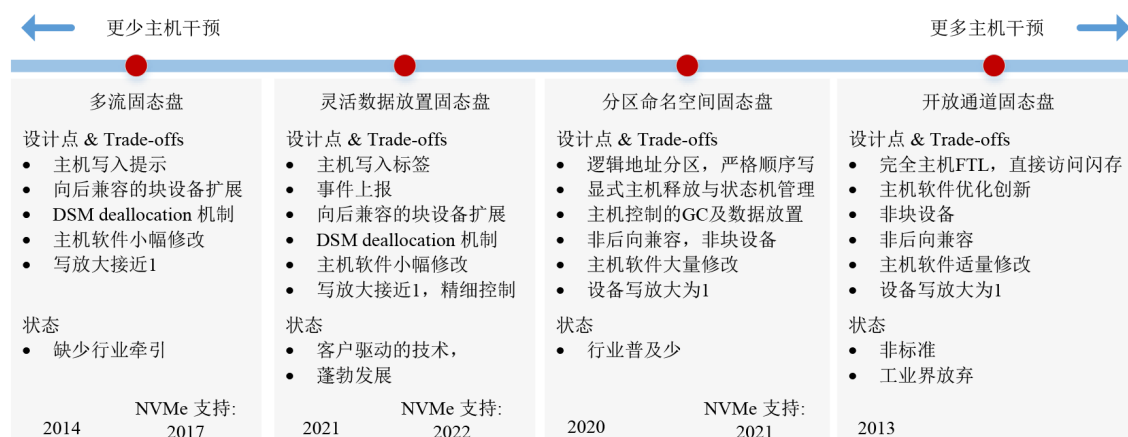 更少主机干预
更多主机干预
多流固态盘
设计点 & Trade-offs
• 主机写入提示
• 向后兼容的块设备扩展
• DSM deallocation 机制
• 主机软件小幅修改
• 写放大接近1
状态
• 缺少行业牵引
NVMe 支持:
2014
2017
灵活数据放置固态盘
设计点 & Trade-offs
• 主机写入标签
• 事件上报
• 向后兼容的块设备扩展
• DSM deallocation 机制
• 主机软件小幅修改
• 写放大接近1，精细控制
状态
• 客户驱动的技术，
• 蓬勃发展
NVMe 支持:
2021
2022
分区命名空间固态盘
设计点 & Trade-offs
• 逻辑地址分区，严格顺序写
• 显式主机释放与状态机管理
• 主机控制的GC及数据放置
• 非后向兼容，非块设备
• 主机软件大量修改
• 设备写放大为1
状态
• 行业普及少
NVMe 支持:
2020
2021
开放通道固态盘
设计点 & Trade-offs
• 完全主机FTL，直接访问闪存
• 主机软件优化创新
• 非块设备
• 非后向兼容
• 主机软件适量修改
• 设备写放大为1
状态
• 非标准
• 工业界放弃
2013